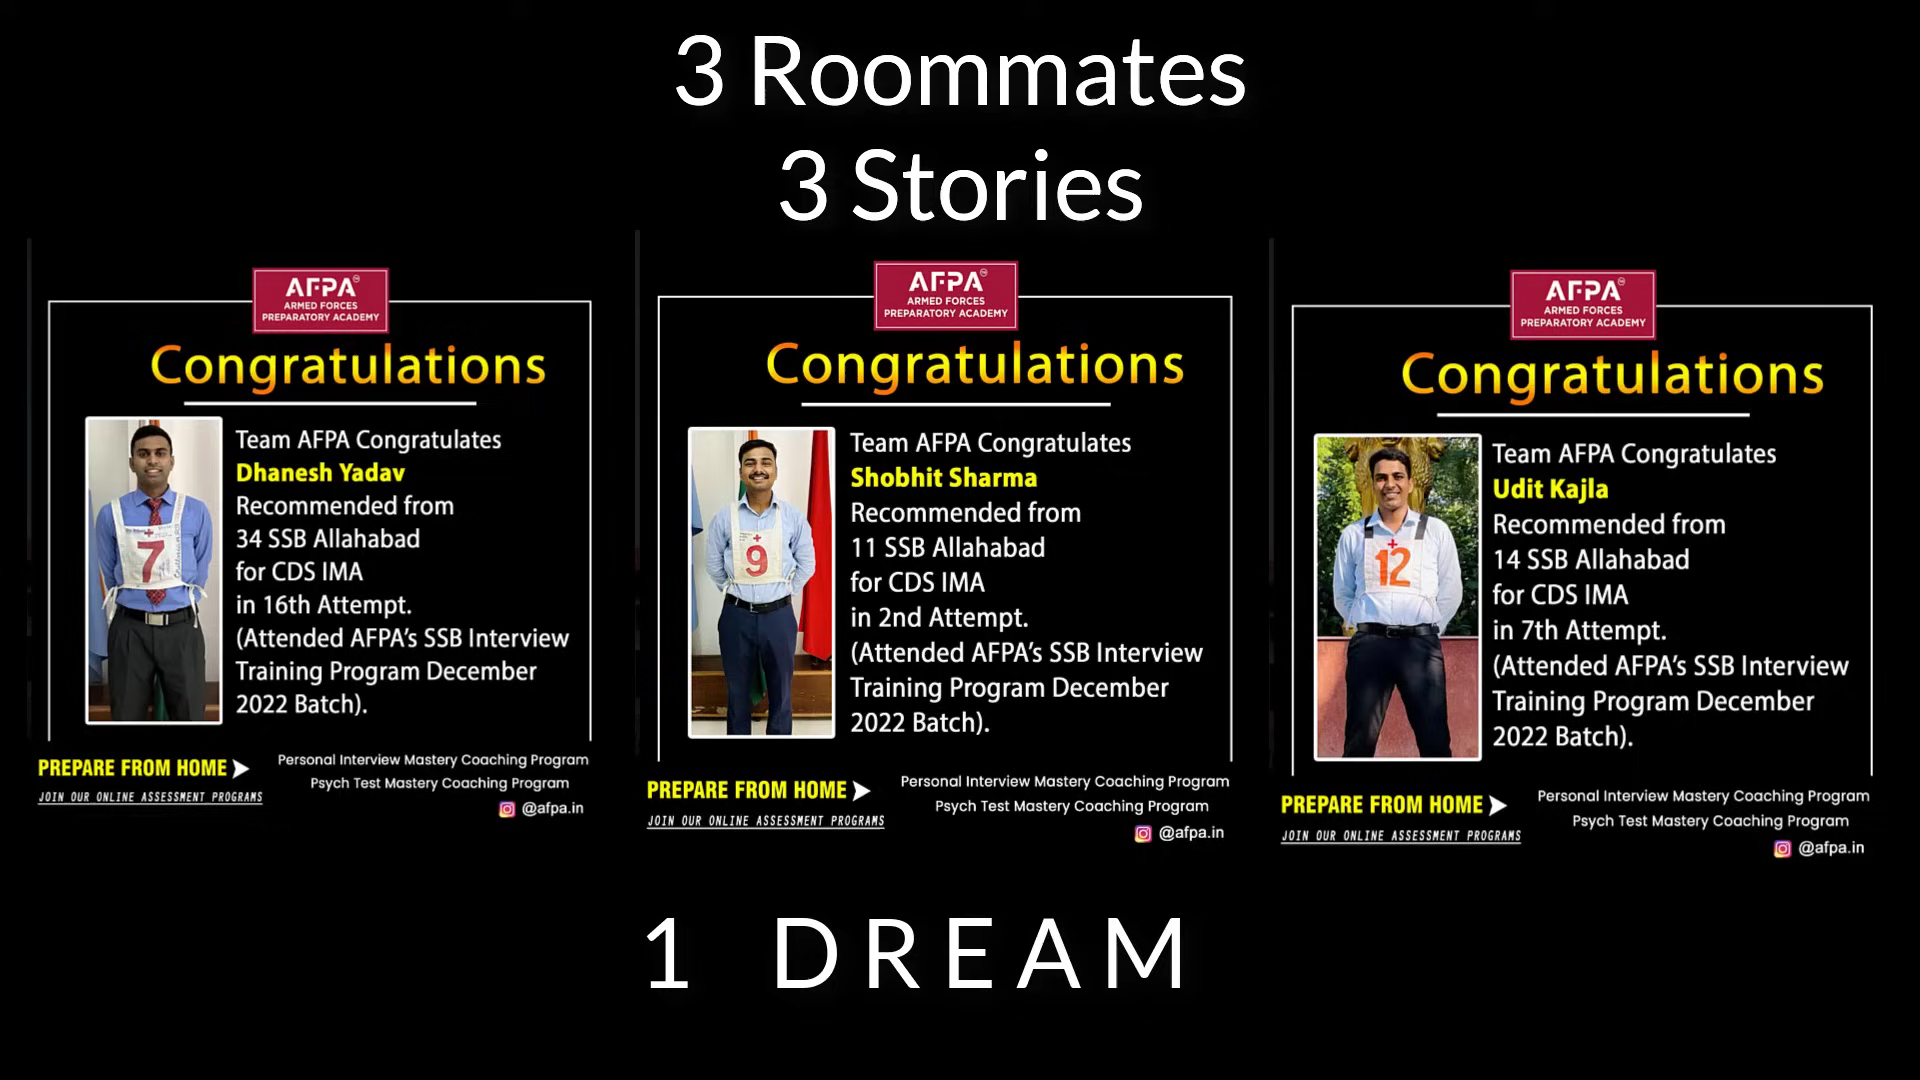 3 Roommates
3 Stories
AFPA
ARMED FORCES
PREPARATORY ACADEMY
Congratulations
7
Team AFPA Congratulates
Dhanesh Yadav
Recommended from
34 SSB Allahabad
for CDS IMA
in 16th Attempt.
(Attended AFPA's SSB Interview
Training Program December
2022 Batch).
PREPARE FROM HOME
JOIN OUR ONLINE ASSESSMENT PROGRAMS
Personal Interview Mastery Coaching Program
Psych Test Mastery Coaching Program
@afpa.in
AFPA
ARMED FORCES
PREPARATORY ACADEMY
Congratulations
9
Team AFPA Congratulates
Shobhit Sharma
Recommended from
11 SSB Allahabad
for CDS IMA
in 2nd Attempt.
(Attended AFPA's SSB Interview
Training Program December
2022 Batch).
PREPARE FROM HOME
JOIN OUR ONLINE ASSESSMENT PROGRAMS
Personal Interview Mastery Coaching Program
Psych Test Mastery Coaching Program
@afpa.in
AFPA
ARMED FORCES
PREPARATORY ACADEMY
Congratulations
12
Team AFPA Congratulates
Udit Kajla
Recommended from
14 SSB Allahabad
for CDS IMA
in 7th Attempt.
(Attended AFPA's SSB Interview
Training Program December
2022 Batch).
PREPARE FROM HOME
JOIN OUR ONLINE ASSESSMENT PROGRAMS
Personal Interview Mastery Coaching Program
Psych Test Mastery Coaching Program
@afpa.in
1 DREAM